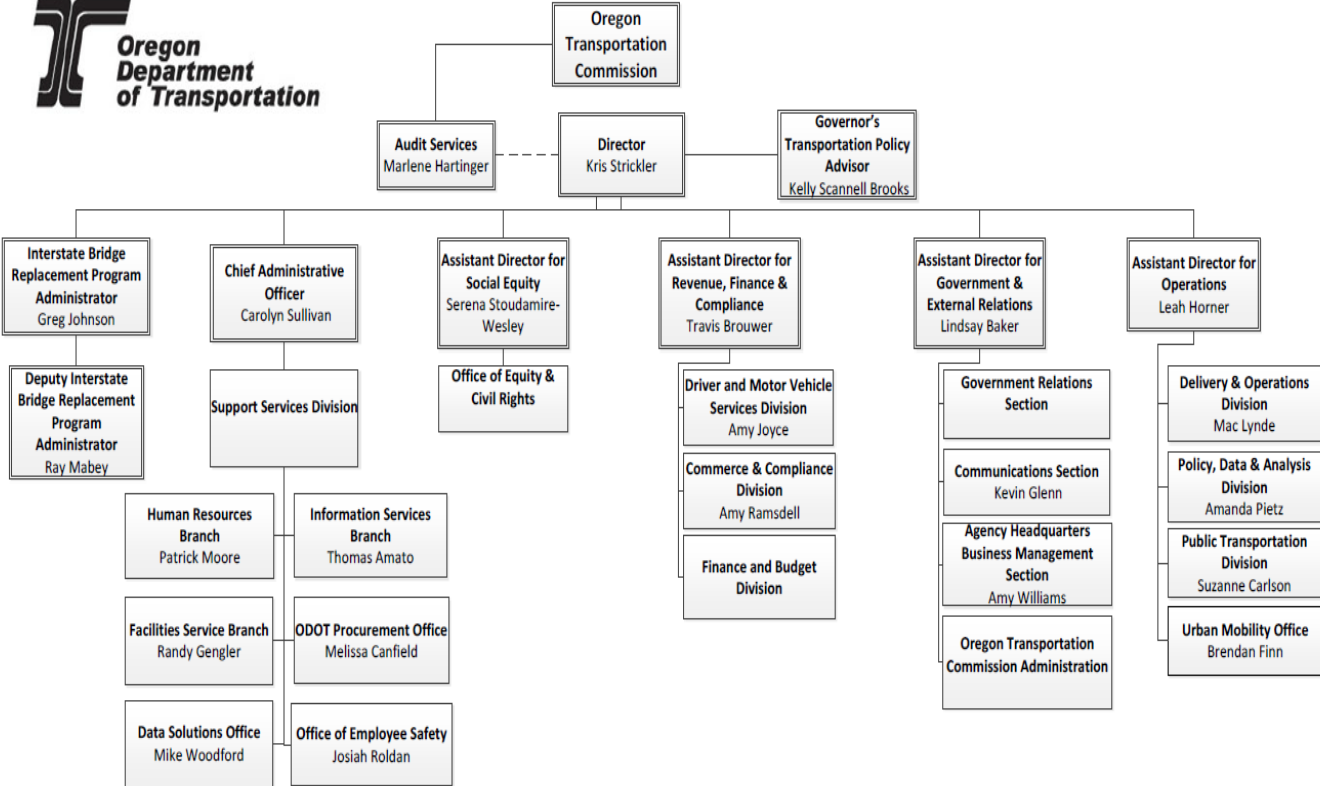 Oregon
Department
of Transportation
Oregon
Transportation
Commission
Audit Services
Marlene Hartinger
Director
Kris Strickler
Governor's
Transportation Policy
Advisor
Kelly Scannell Brooks
Interstate Bridge
Replacement Program
Administrator
Greg Johnson
Deputy Interstate
Bridge Replacement
Program
Administrator
Ray Mabey
Chief Administrative
Officer
Carolyn Sullivan
Support Services Division
Human Resources
Branch
Patrick Moore
Information Services
Branch
Thomas Amato
Facilities Service Branch
Randy Gengler
ODOT Procurement Office
Melissa Canfield
Data Solutions Office
Mike Woodford
Office of Employee Safety
Josiah Roldan
Assistant Director for
Social Equity
Serena Stoudamire-
Wesley
Office of Equity &
Civil Rights
Assistant Director for
Revenue, Finance &
Compliance
Travis Brouwer
Driver and Motor Vehicle
Services Division
Amy Joyce
Commerce & Compliance
Division
Amy Ramsdell
Finance and Budget
Division
Assistant Director for
Government &
External Relations
Lindsay Baker
Government Relations
Section
Communications Section
Kevin Glenn
Agency Headquarters
Business Management
Section
Amy Williams
Oregon Transportation
Commission Administration
Assistant Director for
Operations
Leah Horner
Delivery & Operations
Division
Mac Lynde
Policy, Data & Analysis
Division
Amanda Pietz
Public Transportation
Division
Suzanne Carlson
Urban Mobility Office
Brendan Finn